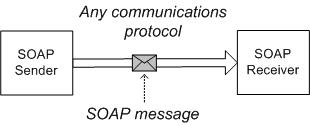 Any communications
protocol
SOAP
Sender
SOAP
Receiver
SOAP message